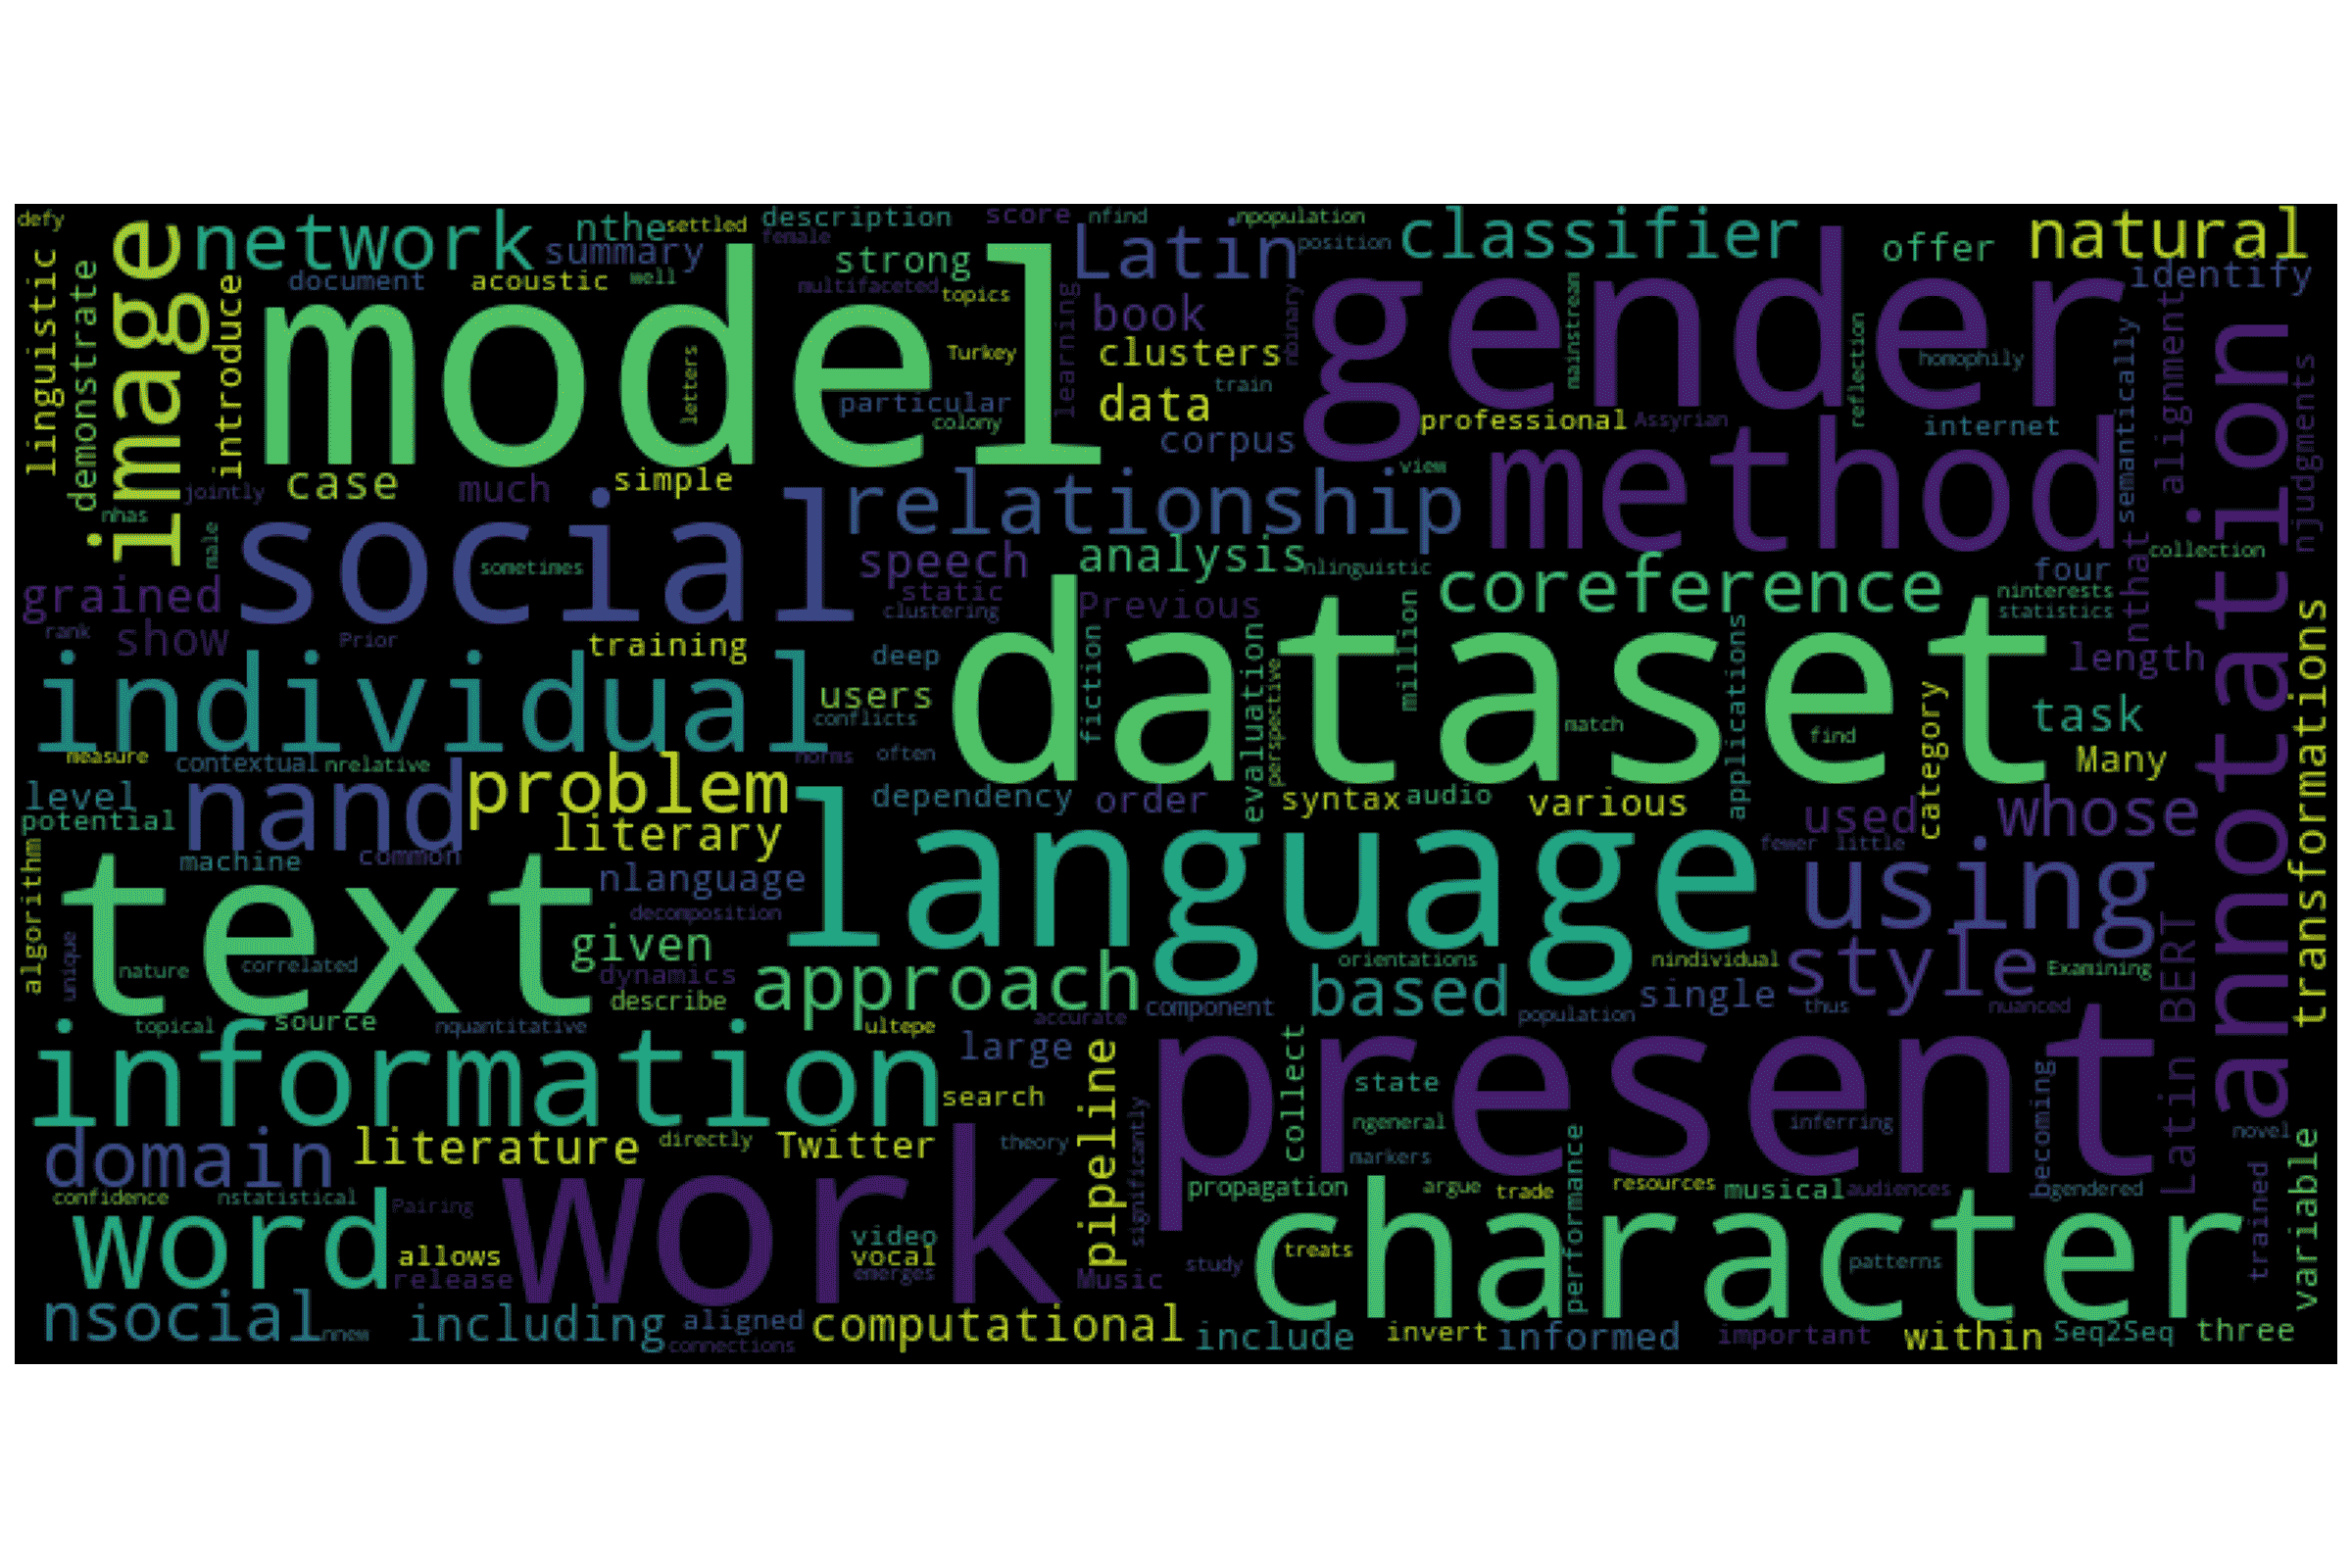 defy
network
nthe
settled
description
score
nfind
npopulation
classifier
offer
natural
linguistic
demonstrate
image
introduce
document
summary
acoustic
female
well
strong
multifaceted
topics
Latin
position
identify
model
letters
Turkey
particular
colony
learning
book
clusters
data
train
nbinary
gender
mainstream
reflection
homophily
semantically
alignment
njudgments
professional
Assyrian
internet
corpus
jointly
case
much
simple
nhas
male
social
sometimes
relationship
view
method
annotation
speech
static
clustering
analysis
nlinguistic
Previous
coreference
four
nthat
collection
ninterests
statistics
grained
show
rank
Prior
training
deep
users
conflicts
individual
dataset
fiction
evaluation
perspective
million
match
applications
find
category
length
task
Many
transformations
measure
contextual
nrelative
norms
often
nand
problem
literary
dependency
order
syntax
audio
various
used
whose
level
potential
machine
common
nlanguage
decomposition
fewer
little
language
using
algorithm
unique
text
nature
correlated
given
dynamics
describe
approach
component
orientations
based
population
nindividual
single
style
Examining
thus
nuanced
Latin BERT
topical
source
nquantitative
ultepe
accurate
information
large
search
pipeline
significantly
collect
state
ngeneral
markers
present
inferring
becoming
novel
domain
literature
directly
Twitter
theory
confidence
nstatistical
Pairing
word
allows
release
work
video
vocal
emerges
Music
study
propagation
argue
trade
resources
musical
audiences
gendered
treats
performance
patterns
character
trained
variable
nsocial
nnew
including
aligned
connections
computational
include
invert
informed
important
within
Seq2Seq
three